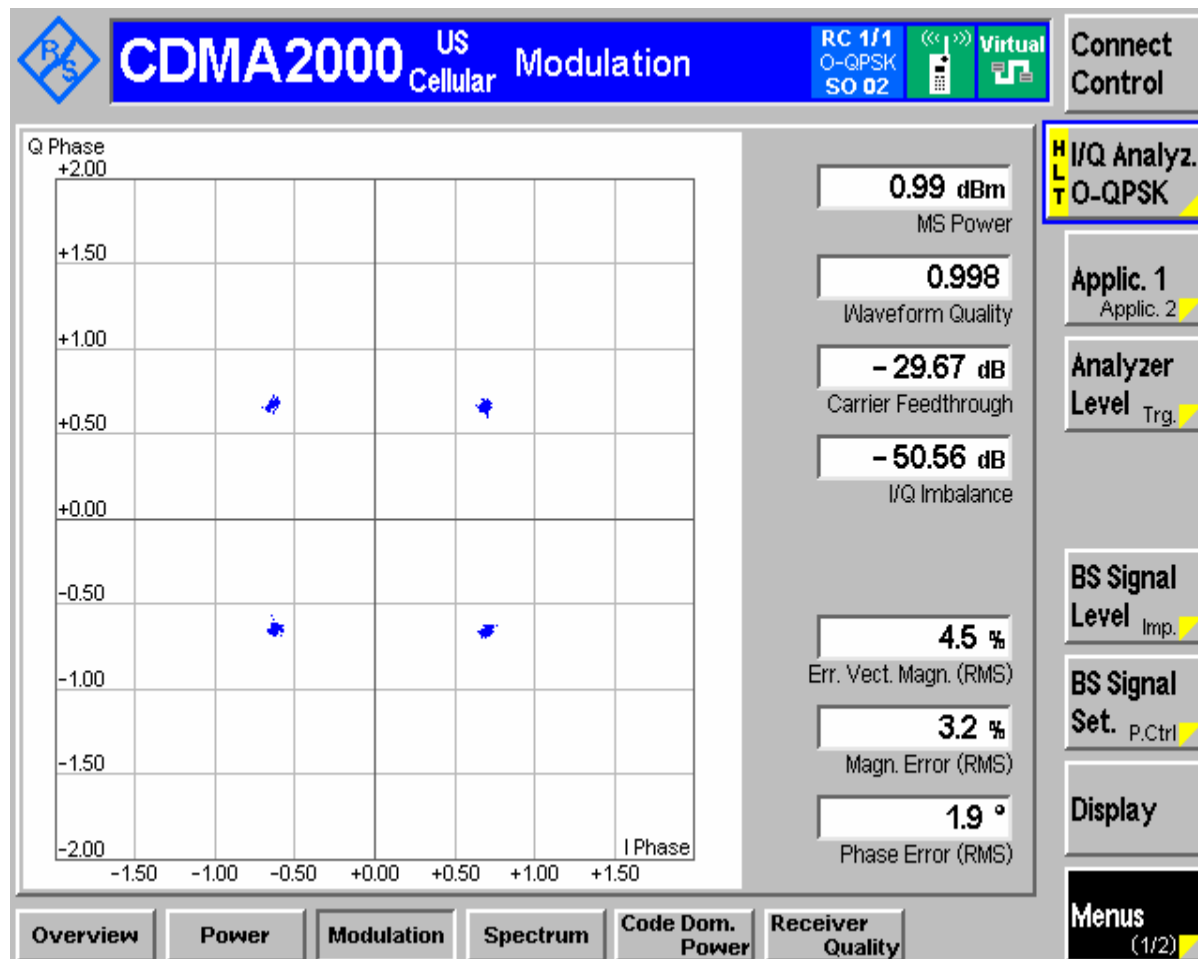 R&S
CDMA2000 US Cellular Modulation
RC 1/1
O-QPSK
SO 02
Virtual
Connect Control
Q Phase
+2.00
+1.50
+1.00
+0.50
+0.00
-0.50
-1.00
-1.50
-2.00
I Phase
-1.50 -1.00 -0.50 +0.00 +0.50 +1.00 +1.50
0.99 dBm
MS Power
0.998
Waveform Quality
- 29.67 dB
Carrier Feedthrough
- 50.56 dB
I/Q Imbalance
4.5 %
Err. Vect. Magn. (RMS)
3.2 %
Magn. Error (RMS)
1.9 °
Phase Error (RMS)
HLT
I/Q Analyz.
O-QPSK
Applic. 1
Applic. 2
Analyzer
Level Trg.
BS Signal
Level Imp.
BS Signal
Set. P.Ctrl
Display
Menus
(1/2)
Overview
Power
Modulation
Spectrum
Code Dom. Power
Receiver Quality